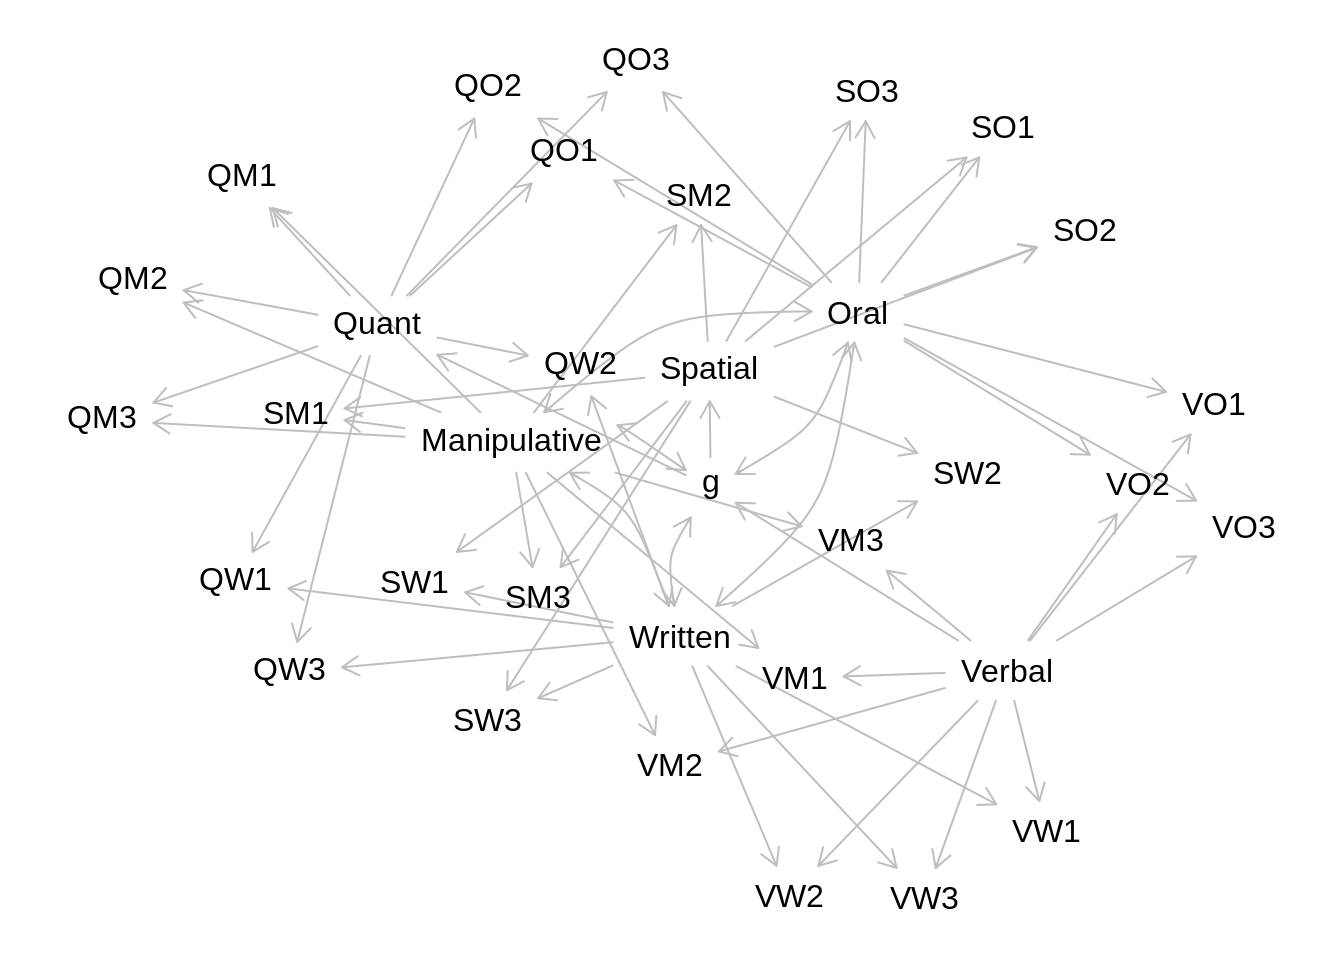 QO3
QO2
SO3
SO1
QO1
QM1
SM2
SO2
QM2
Oral
Quant
QW2
Spatial
VO1
SM1
QM3
Manipulative
SW2
g
VO2
VO3
VM3
QW1
SW1
SM3
Written
QW3
Verbal
VM1
SW3
VM2
VW1
VW2
VW3